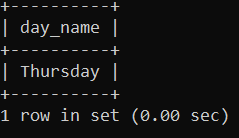 +----------+
| day_name |
+----------+
| Thursday |
+----------+
1 row in set (0.00 sec)